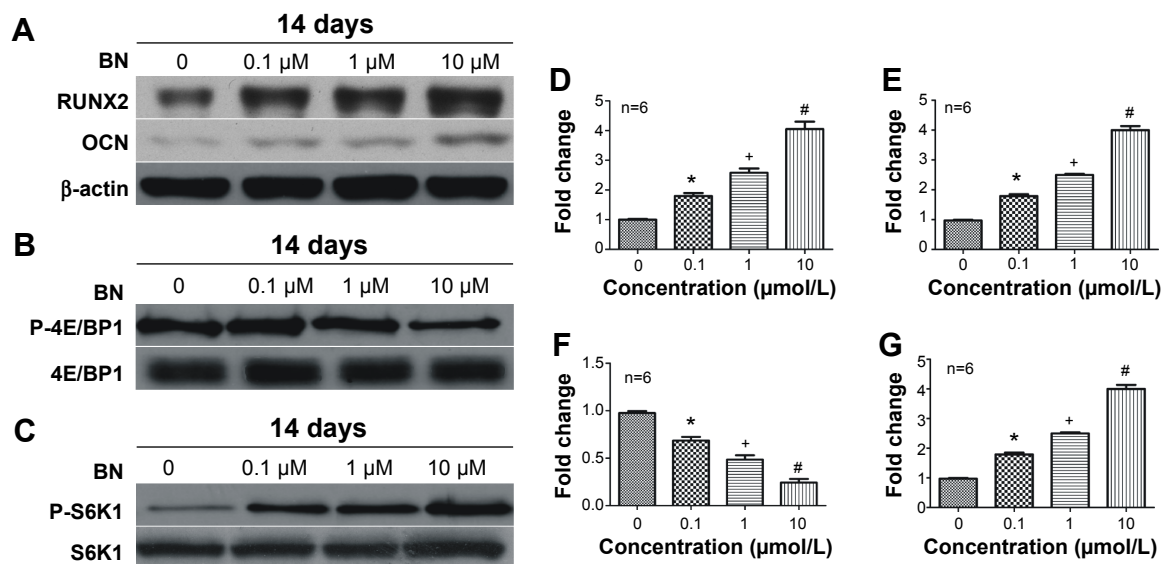 A
14 days
BN 0 0.1 µM 1 µM 10 µM
RUNX2
OCN
β-actin
B
14 days
BN 0 0.1 µM 1 µM 10 µM
P-4E/BP1
4E/BP1
C
14 days
BN 0 0.1 µM 1 µM 10 µM
P-S6K1
S6K1
D
n=6
Fold change
5
4
3
2
1
0
* + #
0 0.1 1 10
Concentration (µmol/L)
E
n=6
Fold change
5
4
3
2
1
0
* + #
0 0.1 1 10
Concentration (µmol/L)
F
n=6
Fold change
1.5
1.0
0.5
0.0
* + #
0 0.1 1 10
Concentration (µmol/L)
G
n=6
Fold change
5
4
3
2
1
0
* + #
0 0.1 1 10
Concentration (µmol/L)